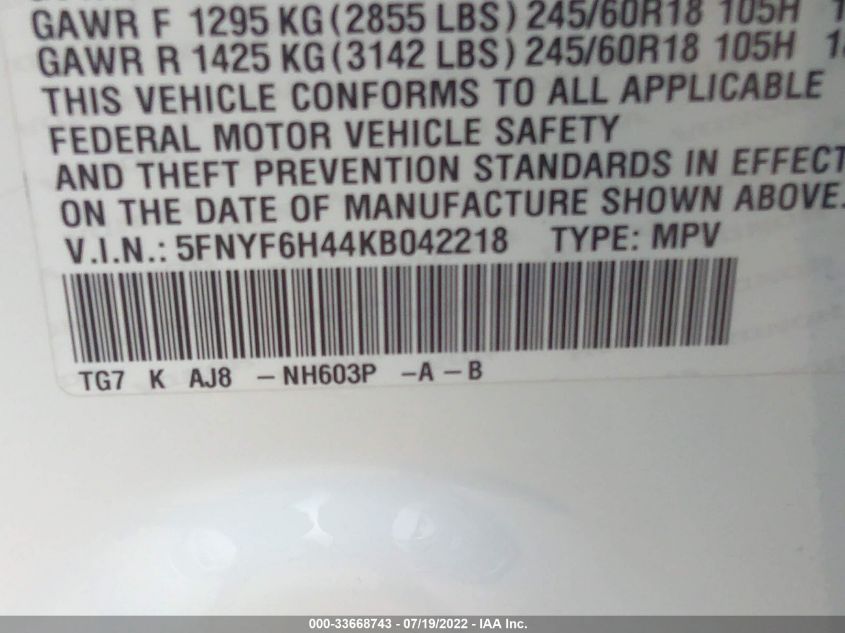 GAWR F 1295 KG (2855 LBS) 245/60R18 105H
GAWR R 1425 KG (3142 LBS) 245/60R18 105H
THIS VEHICLE CONFORMS TO ALL APPLICABLE
FEDERAL MOTOR VEHICLE SAFETY
AND THEFT PREVENTION STANDARDS IN EFFECT
ON THE DATE OF MANUFACTURE SHOWN ABOVE.
V.I.N.: 5FNYF6H44KB042218 TYPE: MPV
TG7 K AJ8 – NH603P – A – B
000-33668743 - 07/19/2022 - IAA Inc.